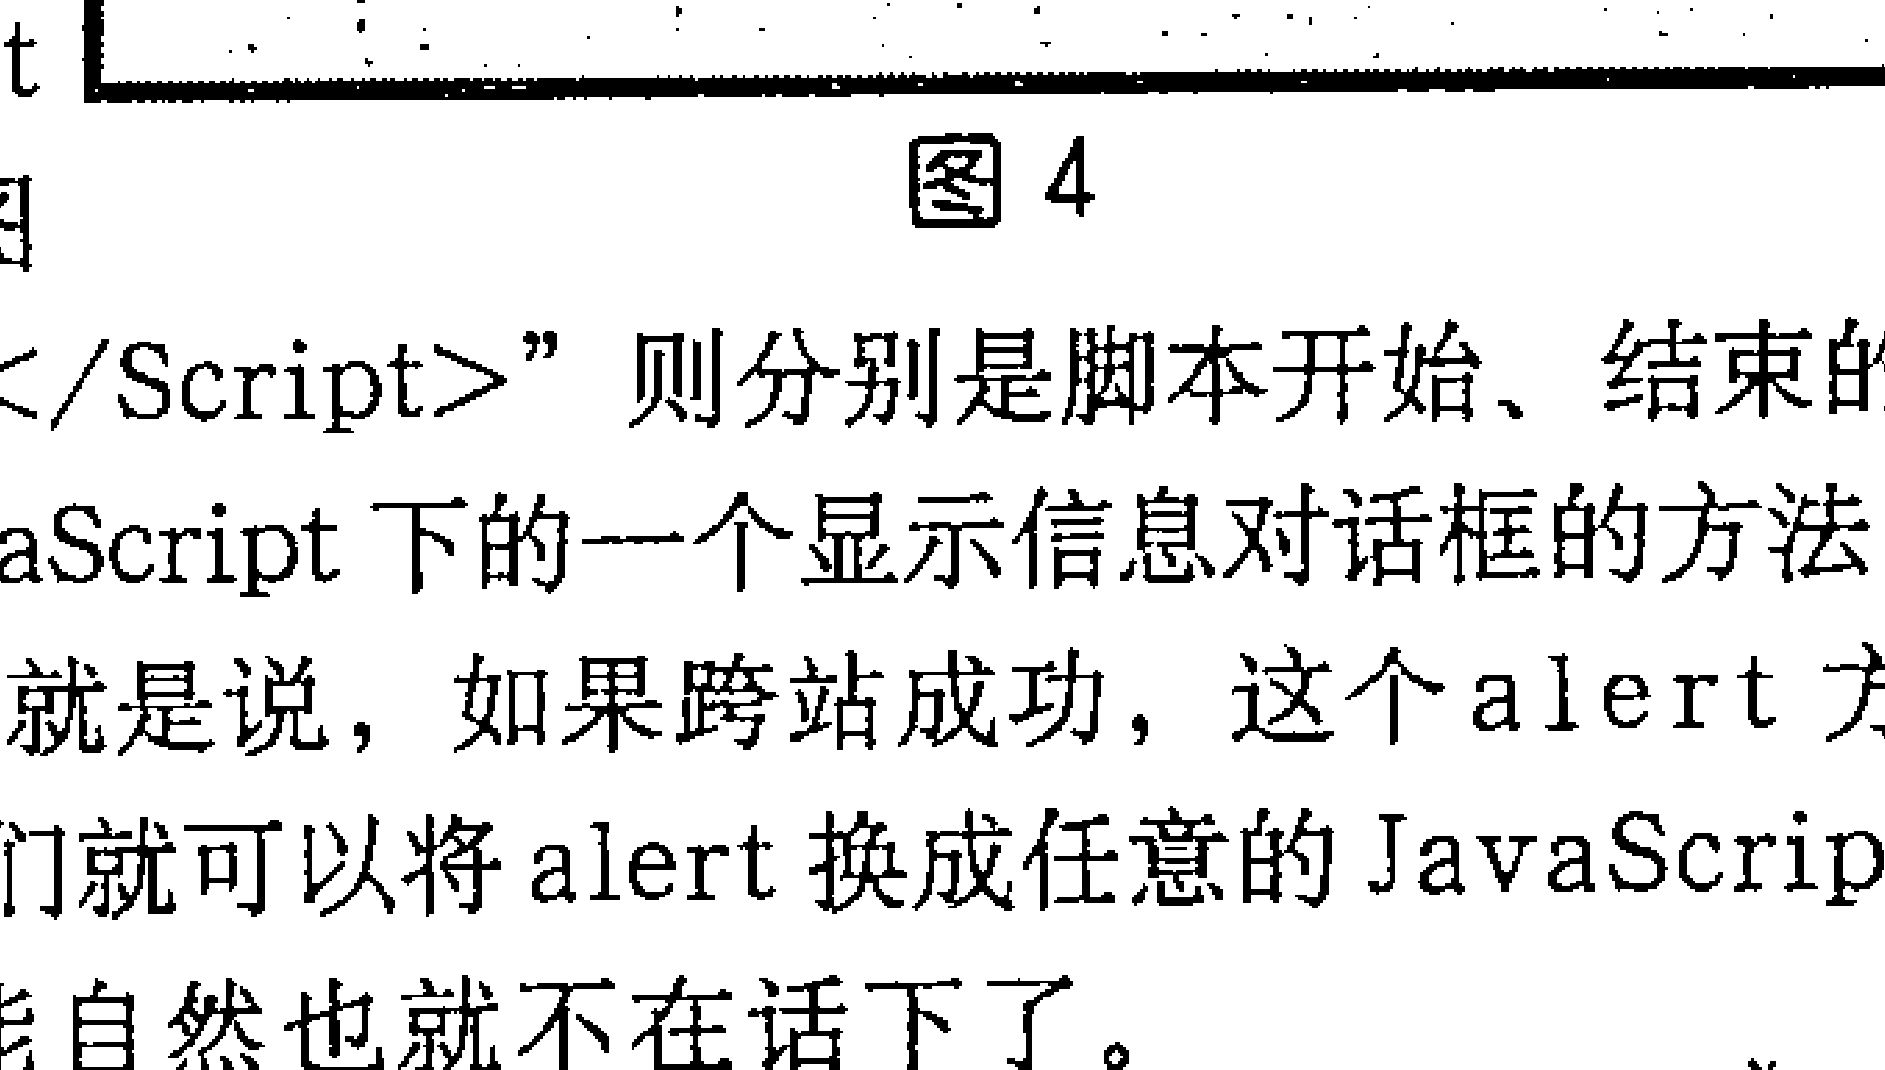 t
图 4
</Script>” 则分别是脚本开始、结束的
aScript 下的一个显示信息对话框的方法
就是说，如果跨站成功，这个 alert 方
们就可以将 alert 换成任意的 JavaScrip
自然也就不在话下了。